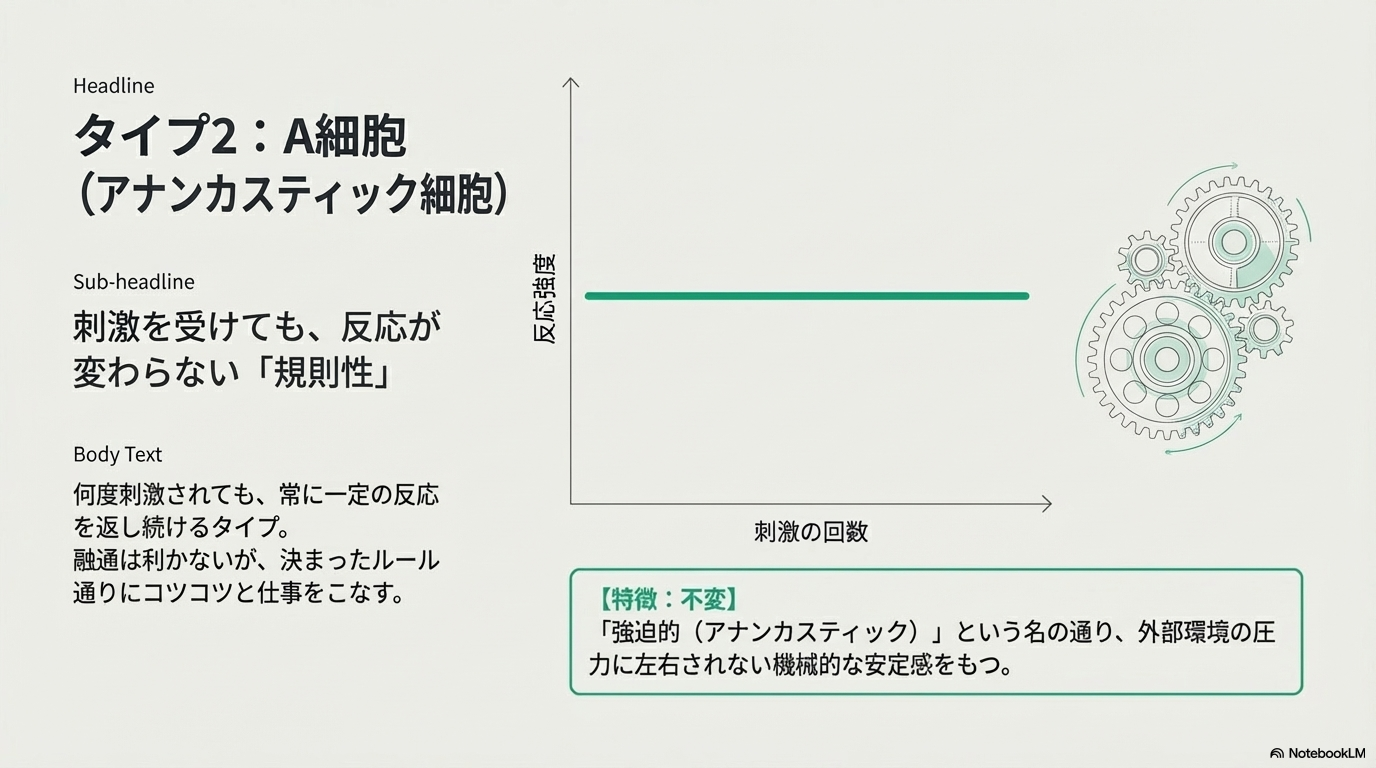 Headline
タイプ2：A細胞
（アナンカスティック細胞）
Sub-headline
刺激を受けても、反応が
変わらない「規則性」
Body Text
何度刺激されても、常に一定の反応
を返し続けるタイプ。
融通は利かないが、決まったルール
通りにコツコツと仕事をこなす。
反応強度
刺激の回数
【特徴：不変】
「強迫的（アナンカスティック）」という名の通り、外部環境の圧
力に左右されない機械的な安定感をもつ。
NotebookLM